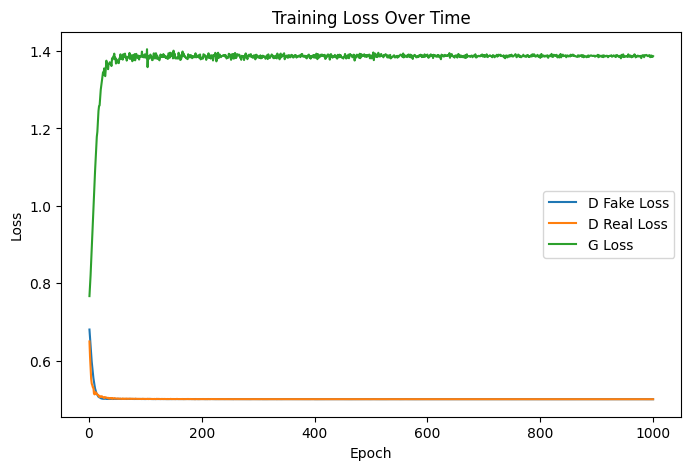 Training Loss Over Time
1.4
1.2
1.0
0.8
0.6
Loss
D Fake Loss
D Real Loss
G Loss
0 200 400 600 800 1000
Epoch